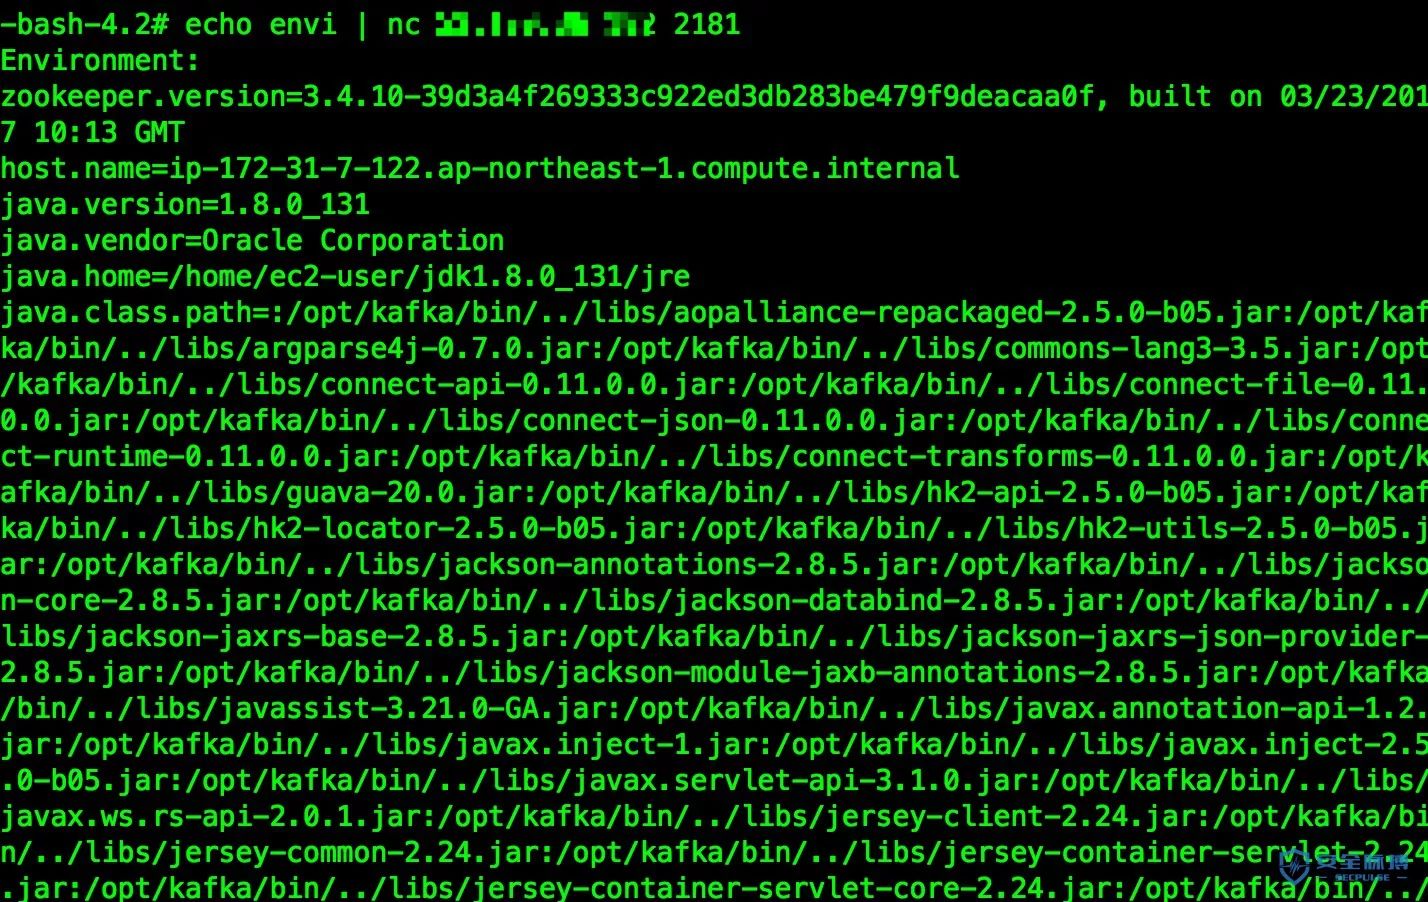 -bash-4.2# echo envi | nc 2181
Environment:
zookeeper.version=3.4.10-39d3a4f269333c922ed3db283be479f9deacaa0f, built on 03/23/201
7 10:13 GMT
host.name=ip-172-31-7-122.ap-northeast-1.compute.internal
java.version=1.8.0_131
java.vendor=Oracle Corporation
java.home=/home/ec2-user/jdk1.8.0_131/jre
java.class.path=:/opt/kafka/bin/../libs/aopalliance-repackaged-2.5.0-b05.jar:/opt/kaf
ka/bin/../libs/argparse4j-0.7.0.jar:/opt/kafka/bin/../libs/commons-lang3-3.5.jar:/opt
/kafka/bin/../libs/connect-api-0.11.0.0.jar:/opt/kafka/bin/../libs/connect-file-0.11.
0.0.jar:/opt/kafka/bin/../libs/connect-json-0.11.0.0.jar:/opt/kafka/bin/../libs/conne
ct-runtime-0.11.0.0.jar:/opt/kafka/bin/../libs/connect-transforms-0.11.0.0.jar:/opt/k
afka/bin/../libs/guava-20.0.jar:/opt/kafka/bin/../libs/hk2-api-2.5.0-b05.jar:/opt/kaf
ka/bin/../libs/hk2-locator-2.5.0-b05.jar:/opt/kafka/bin/../libs/hk2-utils-2.5.0-b05.j
ar:/opt/kafka/bin/../libs/jackson-annotations-2.8.5.jar:/opt/kafka/bin/../libs/jackso
n-core-2.8.5.jar:/opt/kafka/bin/../libs/jackson-databind-2.8.5.jar:/opt/kafka/bin/../
libs/jackson-jaxrs-base-2.8.5.jar:/opt/kafka/bin/../libs/jackson-jaxrs-json-provider-
2.8.5.jar:/opt/kafka/bin/../libs/jackson-module-jaxb-annotations-2.8.5.jar:/opt/kafka
/bin/../libs/javassist-3.21.0-GA.jar:/opt/kafka/bin/../libs/javax.annotation-api-1.2.
jar:/opt/kafka/bin/../libs/javax.inject-1.jar:/opt/kafka/bin/../libs/javax.inject-2.5
.0-b05.jar:/opt/kafka/bin/../libs/javax.servlet-api-3.1.0.jar:/opt/kafka/bin/../libs/
javax.ws.rs-api-2.0.1.jar:/opt/kafka/bin/../libs/jersey-client-2.24.jar:/opt/kafka/bi
n/../libs/jersey-common-2.24.jar:/opt/kafka/bin/../libs/jersey-container-servlet-2.24
.jar:/opt/kafka/bin/../libs/jersey-container-servlet-core-2.24.jar:/opt/kafka/bin/../
安全脉搏
SECPULSE